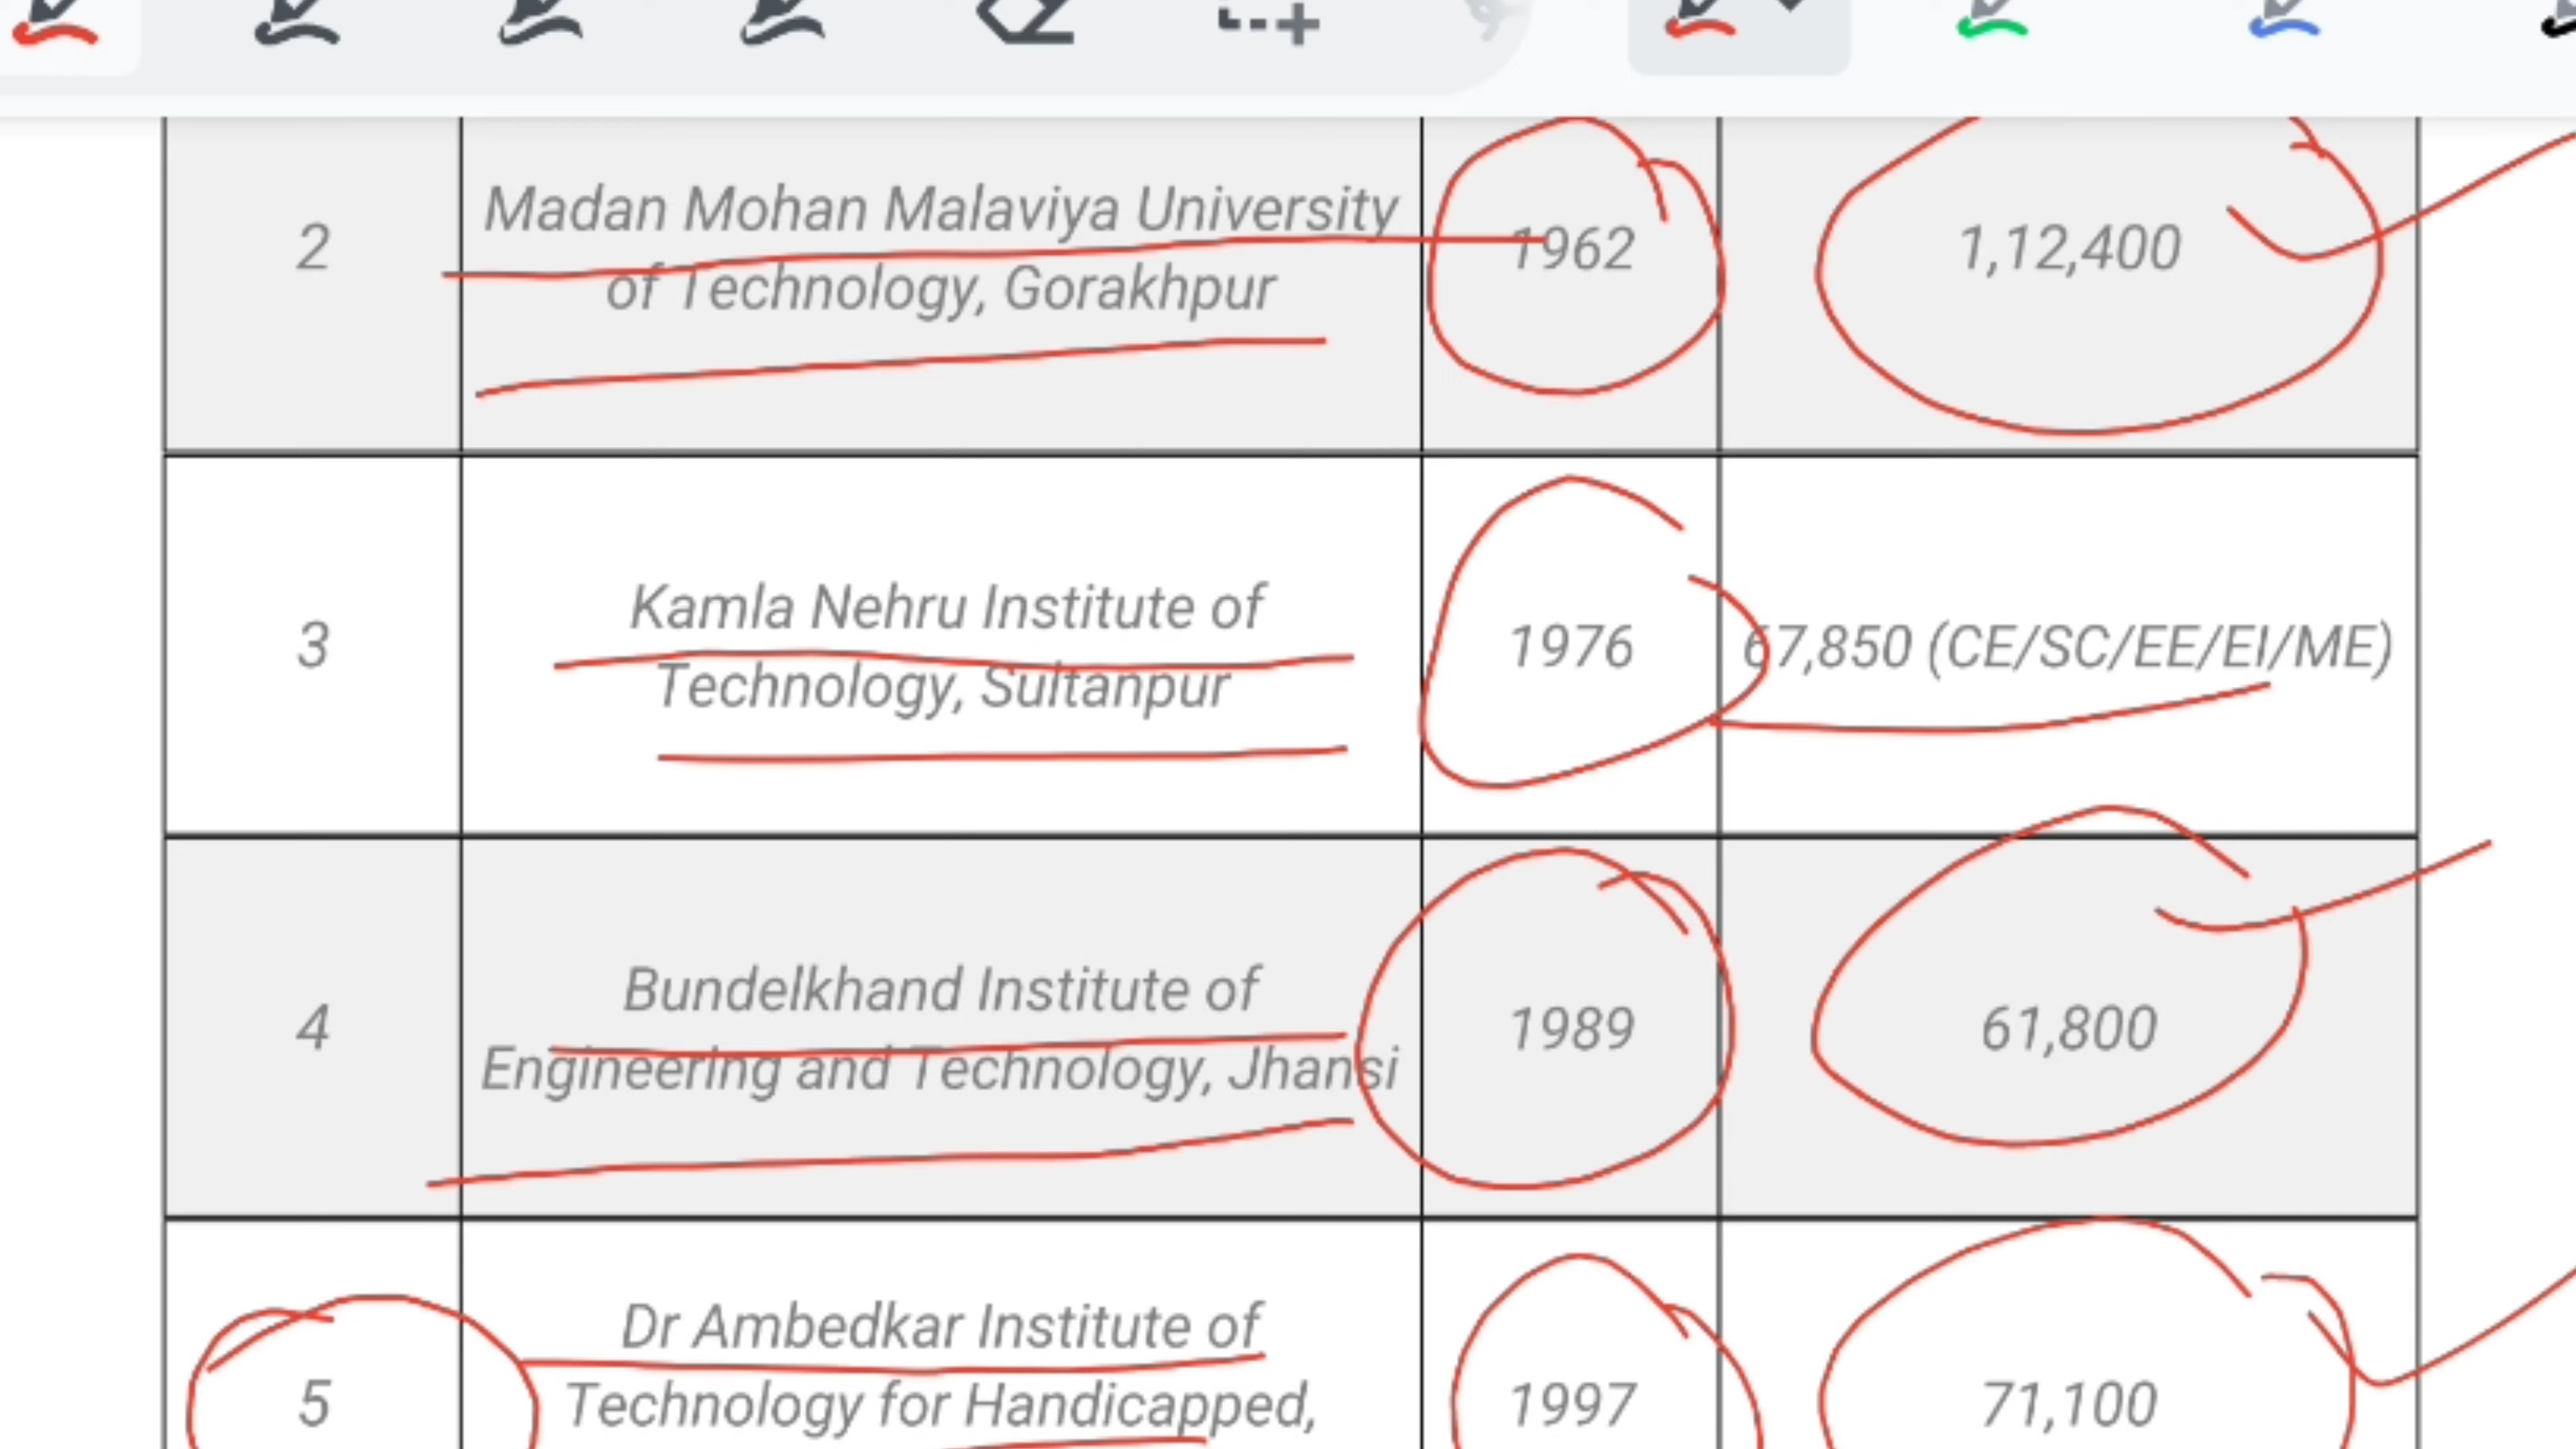 2
Madan Mohan Malaviya University
of Technology, Gorakhpur
1962
1,12,400
3
Kamla Nehru Institute of
Technology, Sultanpur
1976
67,850 (CE/SC/EE/EI/ME)
4
Bundelkhand Institute of
Engineering and Technology, Jhansi
1989
61,800
5
Dr Ambedkar Institute of
Technology for Handicapped,
1997
71,100